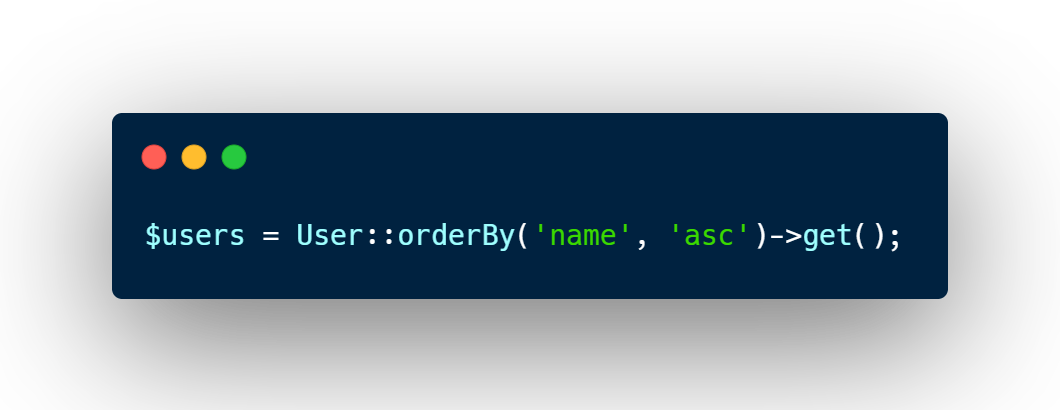 $users = User::orderBy('name', 'asc')->get();